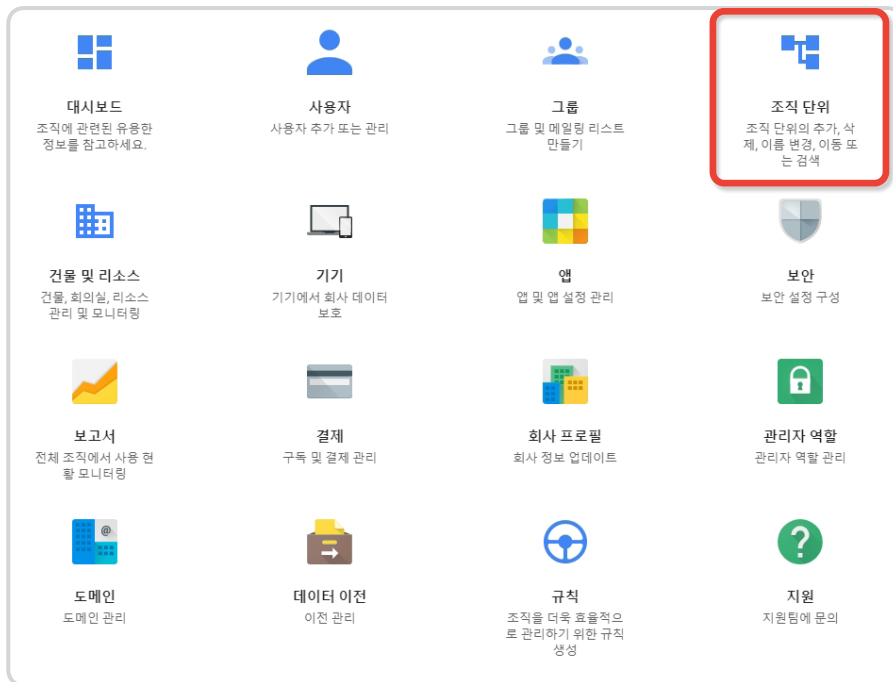 대시보드
조직에 관련된 유용한
정보를 참고하세요.
사용자
사용자 추가 또는 관리
그룹
그룹 및 메일링 리스트
만들기
조직 단위
조직 단위의 추가, 삭
제, 이름 변경, 이동 또
는 검색
건물 및 리소스
건물, 회의실, 리소스
관리 및 모니터링
기기
기기에서 회사 데이터
보호
앱
앱 및 앱 설정 관리
보안
보안 설정 구성
보고서
전체 조직에서 사용 현
황 모니터링
결제
구독 및 결제 관리
회사 프로필
회사 정보 업데이트
관리자 역할
관리자 역할 관리
@
도메인
도메인 관리
데이터 이전
이전 관리
규칙
조직을 더욱 효율적으
로 관리하기 위한 규칙
생성
?
지원
지원팀에 문의